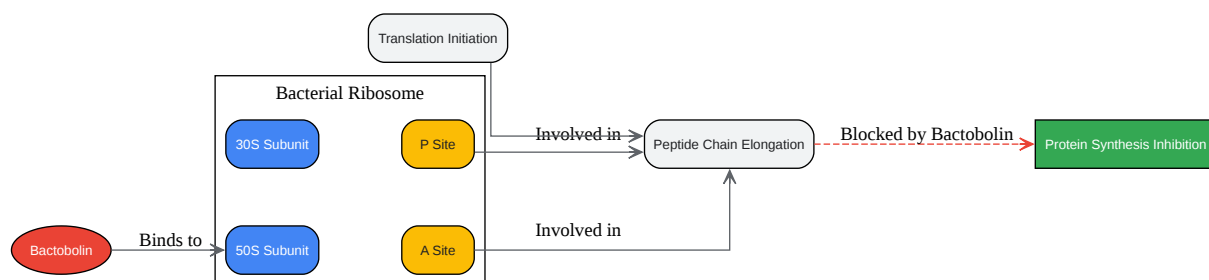 Translation Initiation
Bacterial Ribosome
30S Subunit
P Site
Involved in
Peptide Chain Elongation
Blocked by Bactobolin
Protein Synthesis Inhibition
Bactobolin
Binds to
50S Subunit
A Site
Involved in